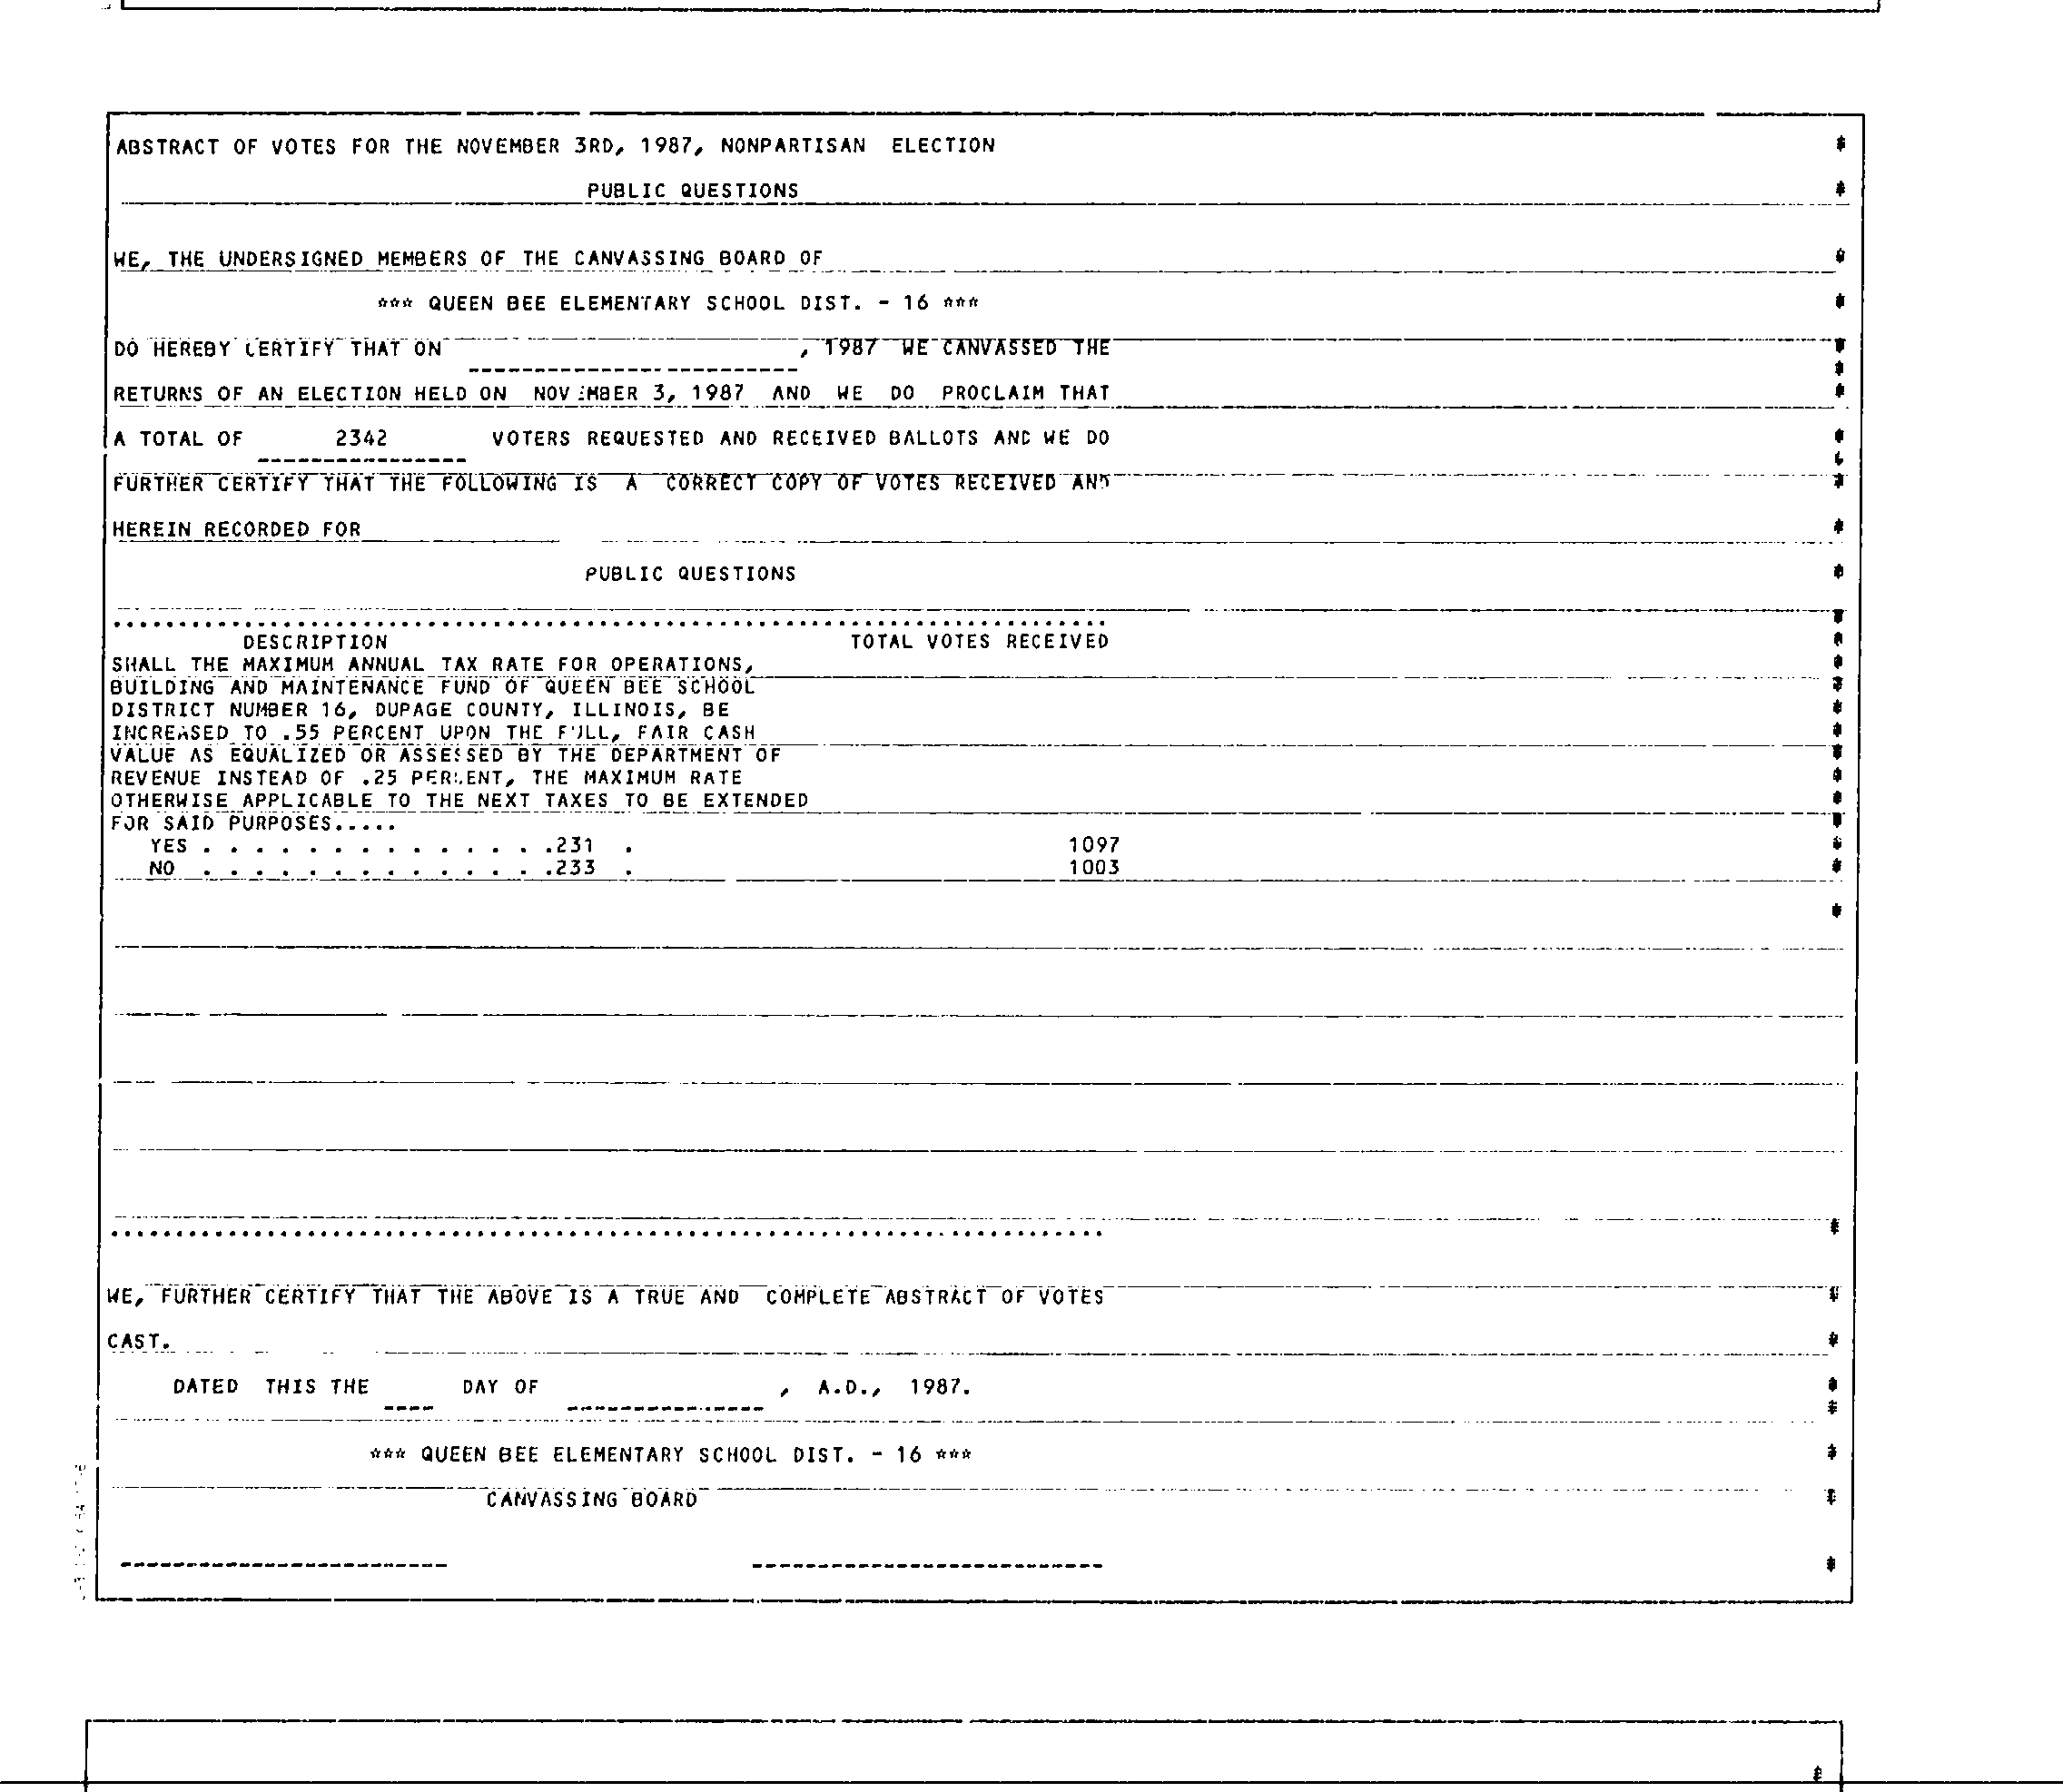 ABSTRACT OF VOTES FOR THE NOVEMBER 3RD, 1987, NONPARTISAN ELECTION
PUBLIC QUESTIONS
WE, THE UNDERSIGNED MEMBERS OF THE CANVASSING BOARD OF
*** QUEEN BEE ELEMENTARY SCHOOL DIST. - 16 ***
DO HEREBY CERTIFY THAT ON , 1987 WE CANVASSED THE
RETURNS OF AN ELECTION HELD ON NOVEMBER 3, 1987 AND WE DO PROCLAIM THAT
A TOTAL OF 2342 VOTERS REQUESTED AND RECEIVED BALLOTS AND WE DO
FURTHER CERTIFY THAT THE FOLLOWING IS A CORRECT COPY OF VOTES RECEIVED AND
HEREIN RECORDED FOR
PUBLIC QUESTIONS
DESCRIPTION TOTAL VOTES RECEIVED
SHALL THE MAXIMUM ANNUAL TAX RATE FOR OPERATIONS,
BUILDING AND MAINTENANCE FUND OF QUEEN BEE SCHOOL
DISTRICT NUMBER 16, DUPAGE COUNTY, ILLINOIS, BE
INCREASED TO .55 PERCENT UPON THE FULL, FAIR CASH
VALUE AS EQUALIZED OR ASSESSED BY THE DEPARTMENT OF
REVENUE INSTEAD OF .25 PERCENT, THE MAXIMUM RATE
OTHERWISE APPLICABLE TO THE NEXT TAXES TO BE EXTENDED
FOR SAID PURPOSES.....
YES . . . . . . . . . . . . . .231 . 1097
NO . . . . . . . . . . . . . .233 . 1003
WE, FURTHER CERTIFY THAT THE ABOVE IS A TRUE AND COMPLETE ABSTRACT OF VOTES
CAST.
DATED THIS THE DAY OF , A.D., 1987.
*** QUEEN BEE ELEMENTARY SCHOOL DIST. - 16 ***
CANVASSING BOARD